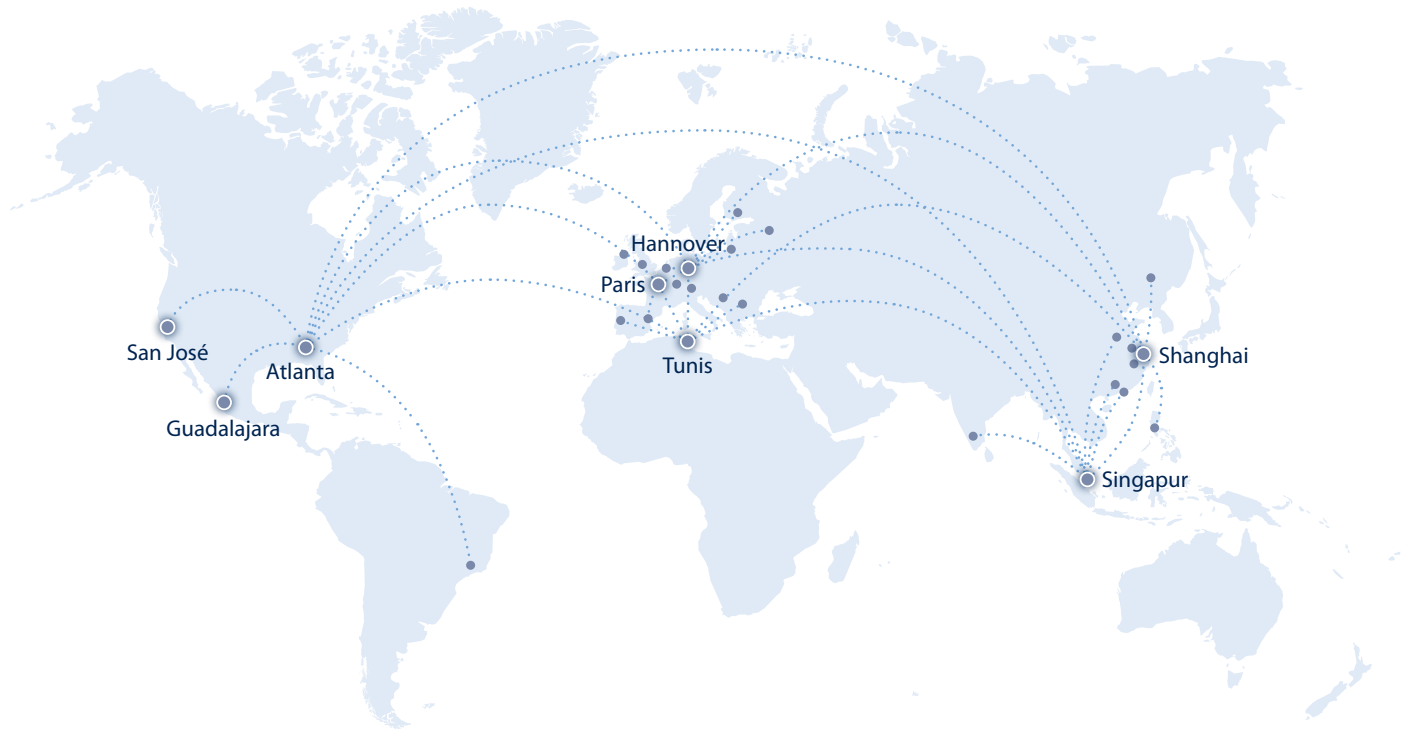 Hannover
Paris
San José
Atlanta
Tunis
Shanghai
Guadalajara
Singapur